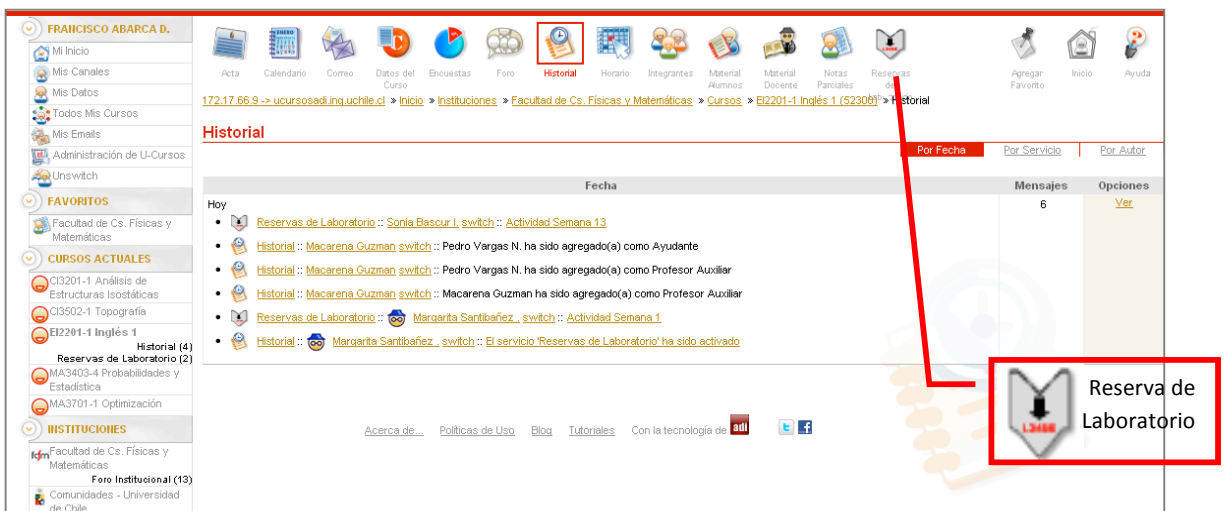 FRANCISCO ABARCA D.
Mi Inicio
Mis Canales
Mis Datos
Todos Mis Cursos
Mis Emails
Administración de U-Cursos
Unswitch
FAVORITOS
Facultad de Cs. Físicas y
Matemáticas
CURSOS ACTUALES
CI3201-1 Análisis de
Estructuras Isostáticas
CI3502-1 Topografía
EI2201-1 Inglés 1
Historial (4)
Reservas de Laboratorio (2)
MA3403-4 Probabilidades y
Estadística
MA3701-1 Optimización
INSTITUCIONES
Facultad de Cs. Físicas y
Matemáticas
Foro Institucional (13)
Comunidades - Universidad
de Chile
Acta Calendario Correo Datos del Curso Encuestas Foro Historial Horario Integrantes Material Alumnos Material Docente Notas Parciales Reservas de Agregar Favorito Inicio Ayuda
172.17.66.9 -> ucursosadi.ing.uchile.cl » Inicio » Instituciones » Facultad de Cs. Físicas y Matemáticas » Cursos » EI2201-1 Inglés 1 (52300) » Historial
Historial
Por Fecha Por Servicio Por Autor
Fecha Mensajes Opciones
Hoy 6 Ver
• Reservas de Laboratorio :: Sonia Bascur I. switch :: Actividad Semana 13
• Historial :: Macarena Guzman switch :: Pedro Vargas N. ha sido agregado(a) como Ayudante
• Historial :: Macarena Guzman switch :: Pedro Vargas N. ha sido agregado(a) como Profesor Auxiliar
• Historial :: Macarena Guzman switch :: Macarena Guzman ha sido agregado(a) como Profesor Auxiliar
• Reservas de Laboratorio :: Margarita Santibañez . switch :: Actividad Semana 1
• Historial :: Margarita Santibañez . switch :: El servicio 'Reservas de Laboratorio' ha sido activado
Reserva de
Laboratorio
Acerca de... Políticas de Uso Blog Tutoriales Con la tecnología de adi